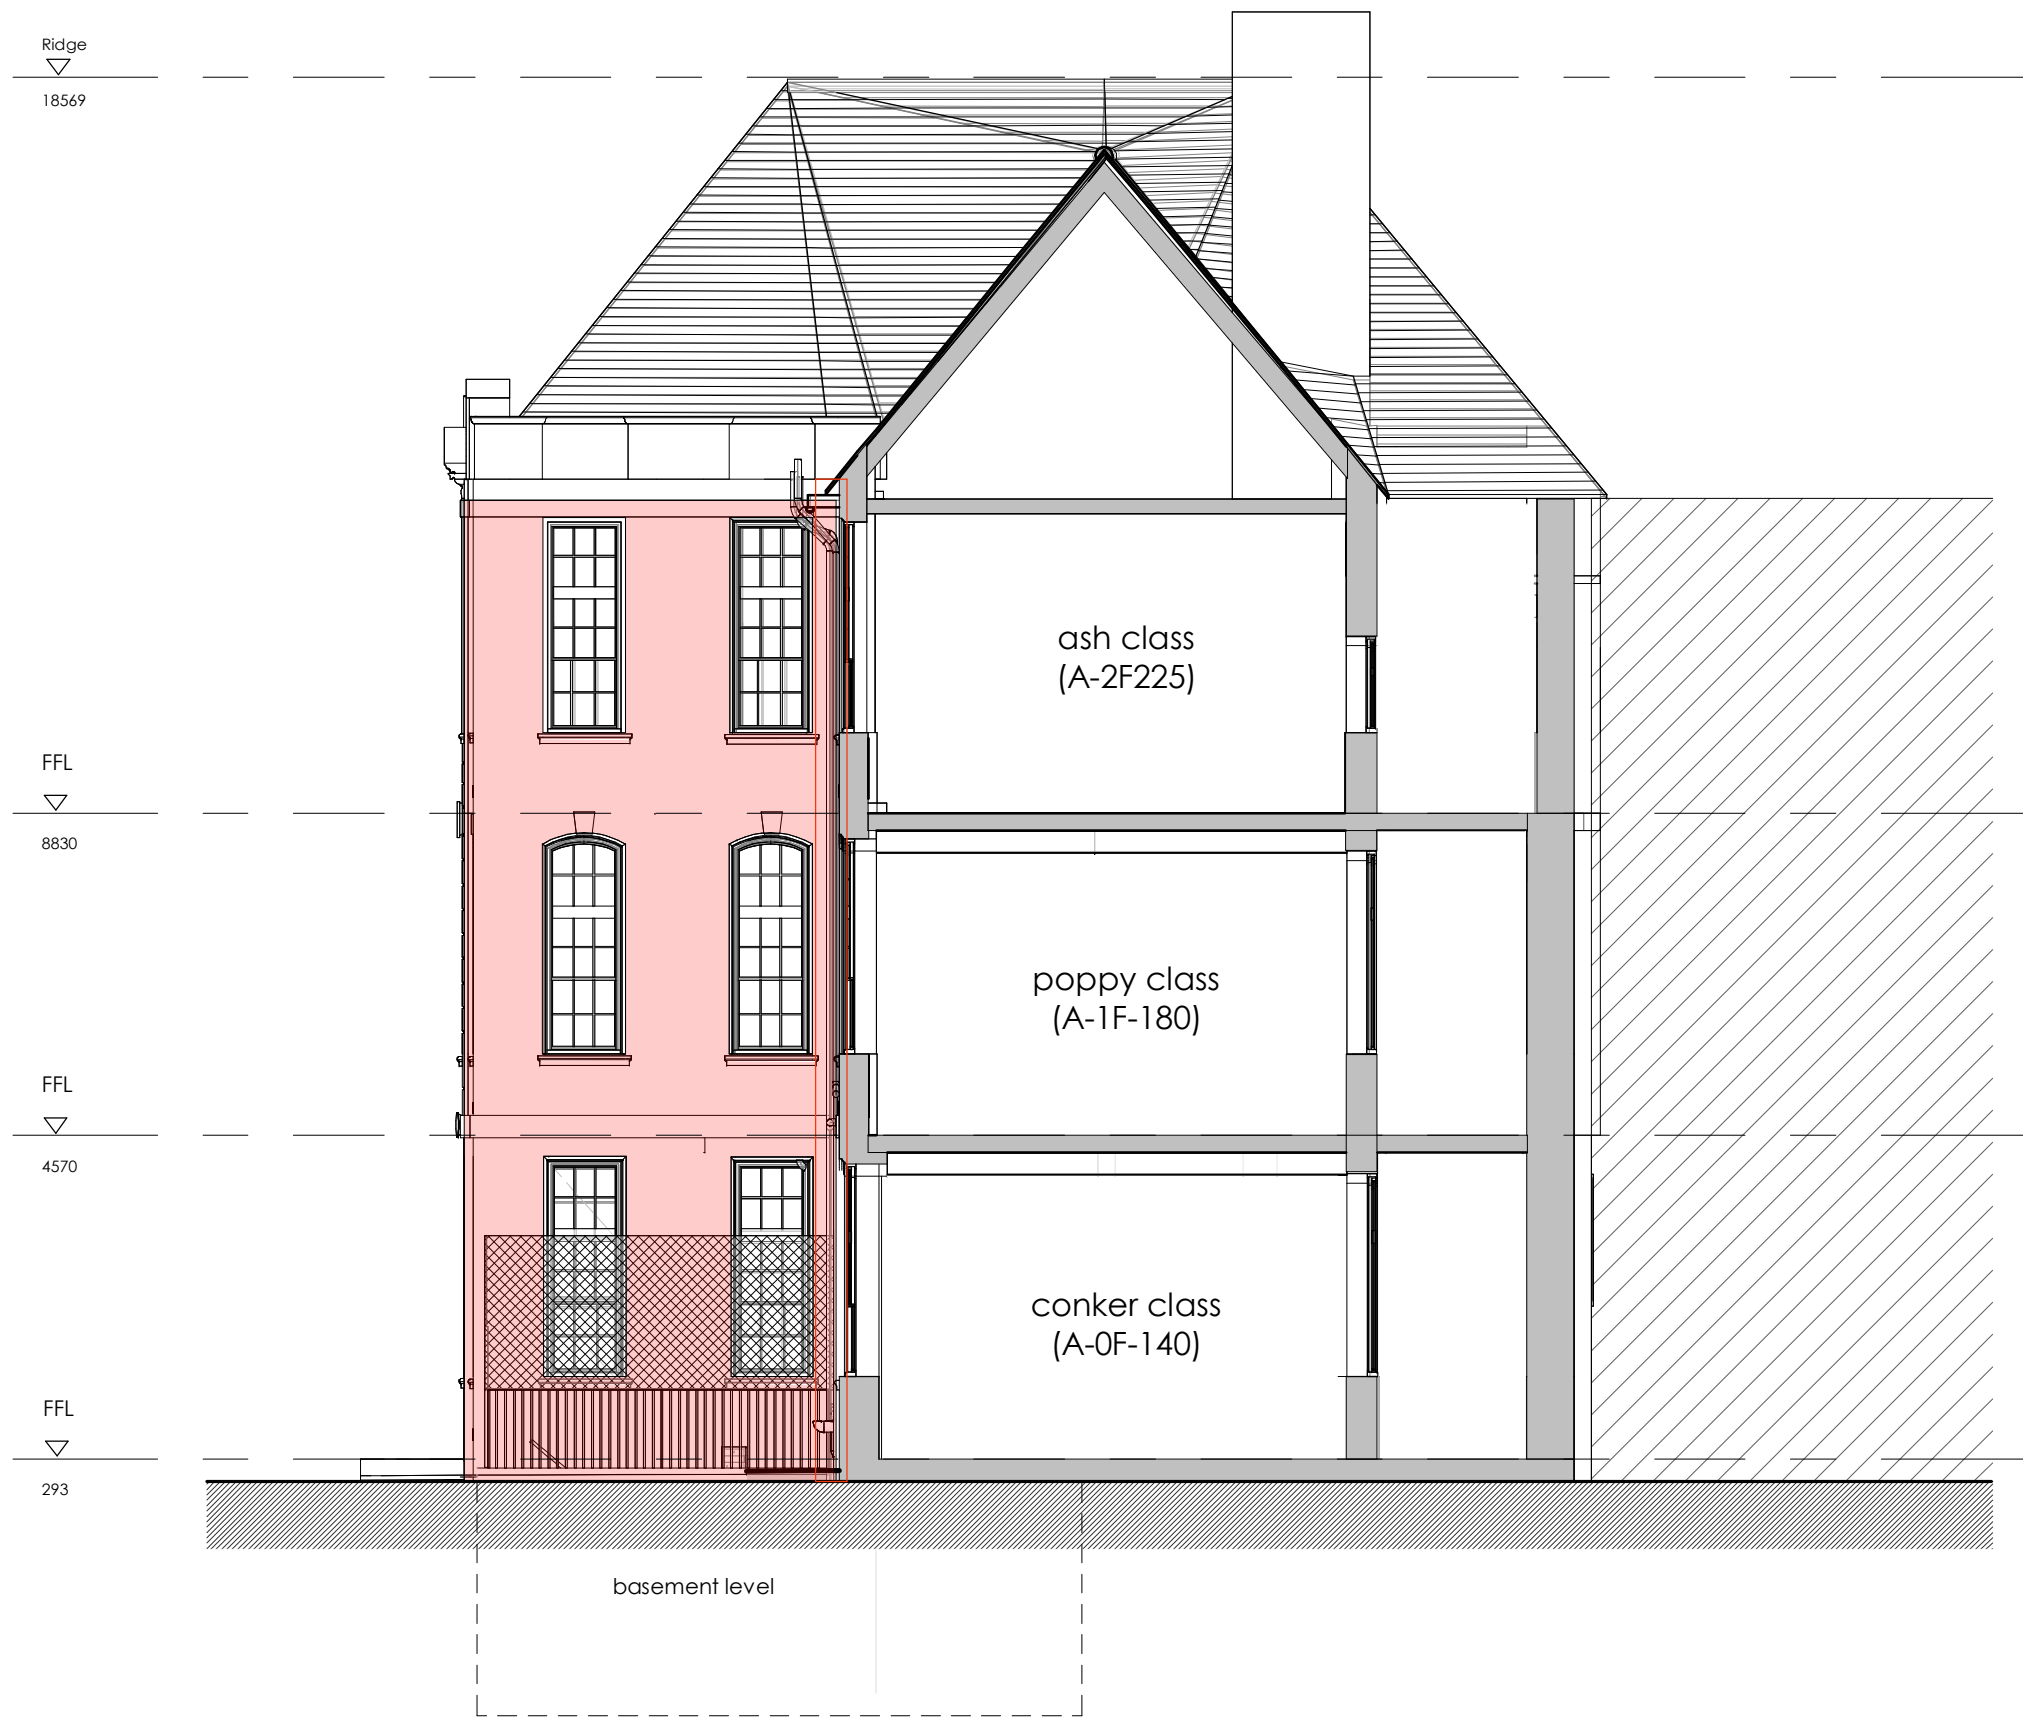 Ridge
18569
ash class
(A-2F225)
FFL
8830
poppy class
(A-1F-180)
FFL
4570
conker class
(A-0F-140)
FFL
293
basement level